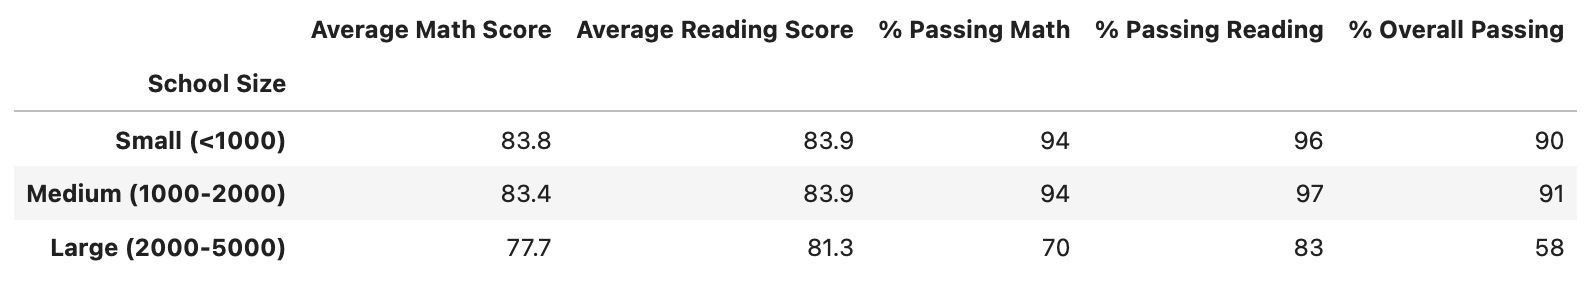 Average Math Score Average Reading Score % Passing Math % Passing Reading % Overall Passing
School Size
Small (<1000) 83.8 83.9 94 96 90
Medium (1000-2000) 83.4 83.9 94 97 91
Large (2000-5000) 77.7 81.3 70 83 58